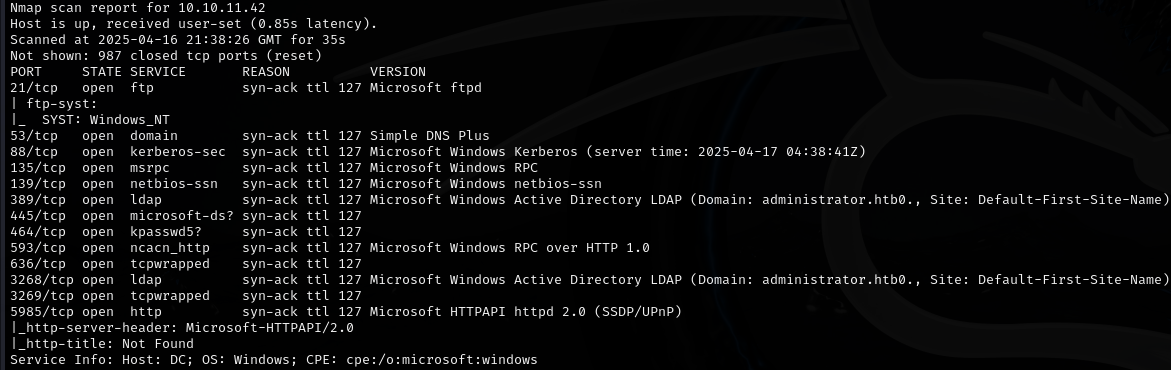 Nmap scan report for 10.10.11.42
Host is up, received user-set (0.85s latency).
Scanned at 2025-04-16 21:38:26 GMT for 35s
Not shown: 987 closed tcp ports (reset)
PORT     STATE SERVICE       REASON          VERSION
21/tcp   open  ftp           syn-ack ttl 127 Microsoft ftpd
| ftp-syst:
|_  SYST: Windows_NT
53/tcp   open  domain        syn-ack ttl 127 Simple DNS Plus
88/tcp   open  kerberos-sec  syn-ack ttl 127 Microsoft Windows Kerberos (server time: 2025-04-17 04:38:41Z)
135/tcp  open  msrpc         syn-ack ttl 127 Microsoft Windows RPC
139/tcp  open  netbios-ssn   syn-ack ttl 127 Microsoft Windows netbios-ssn
389/tcp  open  ldap          syn-ack ttl 127 Microsoft Windows Active Directory LDAP (Domain: administrator.htb0., Site: Default-First-Site-Name)
445/tcp  open  microsoft-ds? syn-ack ttl 127
464/tcp  open  kpasswd5?     syn-ack ttl 127
593/tcp  open  ncacn_http    syn-ack ttl 127 Microsoft Windows RPC over HTTP 1.0
636/tcp  open  tcpwrapped    syn-ack ttl 127
3268/tcp open  ldap          syn-ack ttl 127 Microsoft Windows Active Directory LDAP (Domain: administrator.htb0., Site: Default-First-Site-Name)
3269/tcp open  tcpwrapped    syn-ack ttl 127
5985/tcp open  http          syn-ack ttl 127 Microsoft HTTPAPI httpd 2.0 (SSDP/UPnP)
|_http-server-header: Microsoft-HTTPAPI/2.0
|_http-title: Not Found
Service Info: Host: DC; OS: Windows; CPE: cpe:/o:microsoft:windows